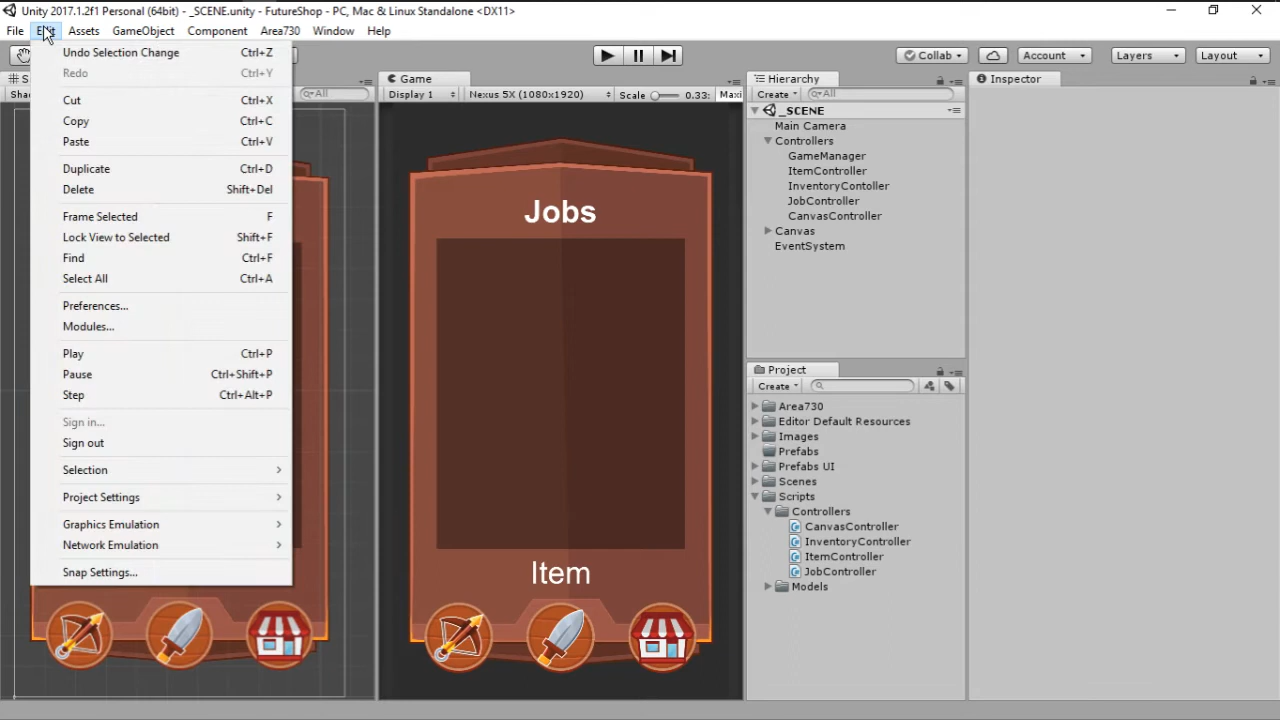 Unity 2017.1.2f1 Personal (64bit) - _SCENE.unity - FutureShop - PC, Mac & Linux Standalone <DX11>
File Edit Assets GameObject Component Area730 Window Help
Collab Account Layers Layout
Undo Selection Change Ctrl+Z
Redo Ctrl+Y
Cut Ctrl+X
Copy Ctrl+C
Paste Ctrl+V
Duplicate Ctrl+D
Delete Shift+Del
Frame Selected F
Lock View to Selected Shift+F
Find Ctrl+F
Select All Ctrl+A
Preferences...
Modules...
Play Ctrl+P
Pause Ctrl+Shift+P
Step Ctrl+Alt+P
Sign in...
Sign out
Selection
Project Settings
Graphics Emulation
Network Emulation
Snap Settings...
All
Game
Display 1 Nexus 5X (1080x1920) Scale 0.33: Maxi
Jobs
Item
Hierarchy
Create All
_SCENE
Main Camera
Controllers
GameManager
ItemController
InventoryContoller
JobController
CanvasController
Canvas
EventSystem
Project
Create
Area730
Editor Default Resources
Images
Prefabs
Prefabs UI
Scenes
Scripts
Controllers
CanvasController
InventoryController
ItemController
JobController
Models
Inspector